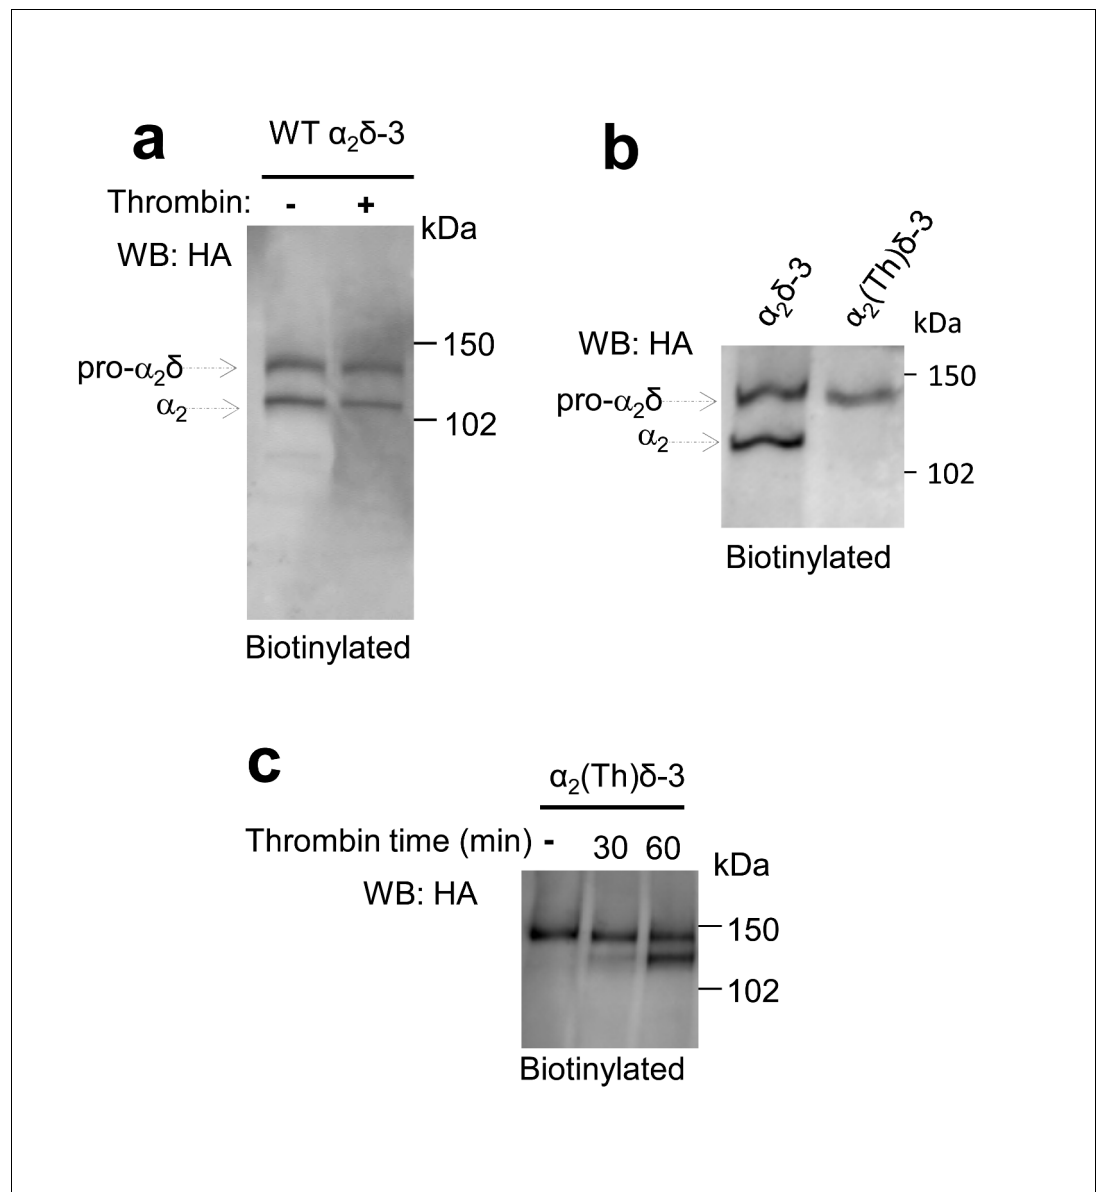 a
WT α₂δ-3
Thrombin: - +
WB: HA
kDa
150
pro-α₂δ
α₂
102
Biotinylated
b
α₂δ-3
α₂(Th)δ-3
kDa
WB: HA
150
pro-α₂δ
α₂
102
Biotinylated
c
α₂(Th)δ-3
Thrombin time (min) - 30 60
kDa
WB: HA
150
102
Biotinylated